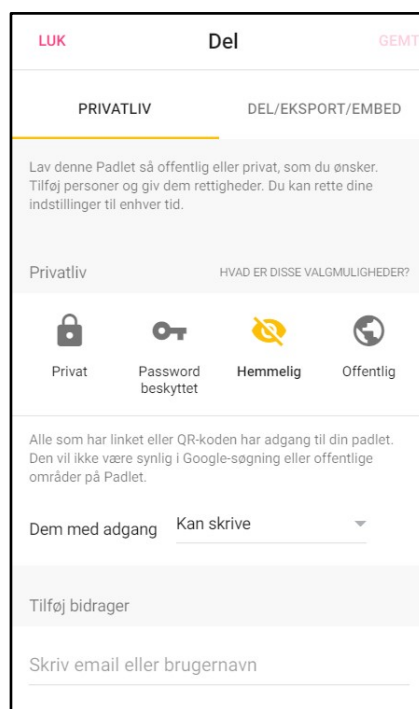 LUK Del GEMT
PRIVATLIV DEL/EKSPORT/EMBED
Lav denne Padlet så offentlig eller privat, som du ønsker.
Tilføj personer og giv dem rettigheder. Du kan rette dine
indstillinger til enhver tid.
Privatliv HVAD ER DISSE VALGMULIGHEDER?
Privat Password Hemmelig Offentlig
beskyttet
Alle som har linket eller QR-koden har adgang til din padlet.
Den vil ikke være synlig i Google-søgning eller offentlige
områder på Padlet.
Dem med adgang Kan skrive
Tilføj bidrager
Skriv email eller brugernavn